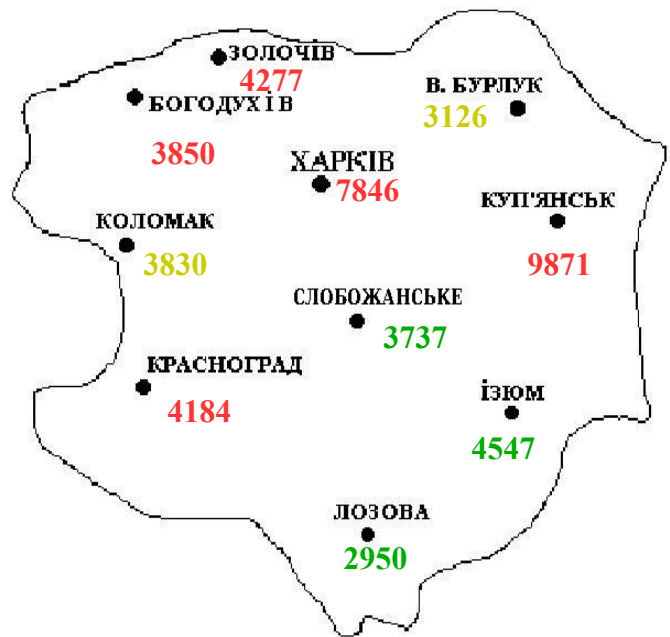 ЗОЛОЧІВ
4277
БОГОДУХІВ
3850
В. БУРЛУК
3126
ХАРКІВ
7846
КУП'ЯНСЬК
9871
КОЛОМАК
3830
СЛОБОЖАНСЬКЕ
3737
КРАСНОГРАД
4184
ІЗЮМ
4547
ЛОЗОВА
2950